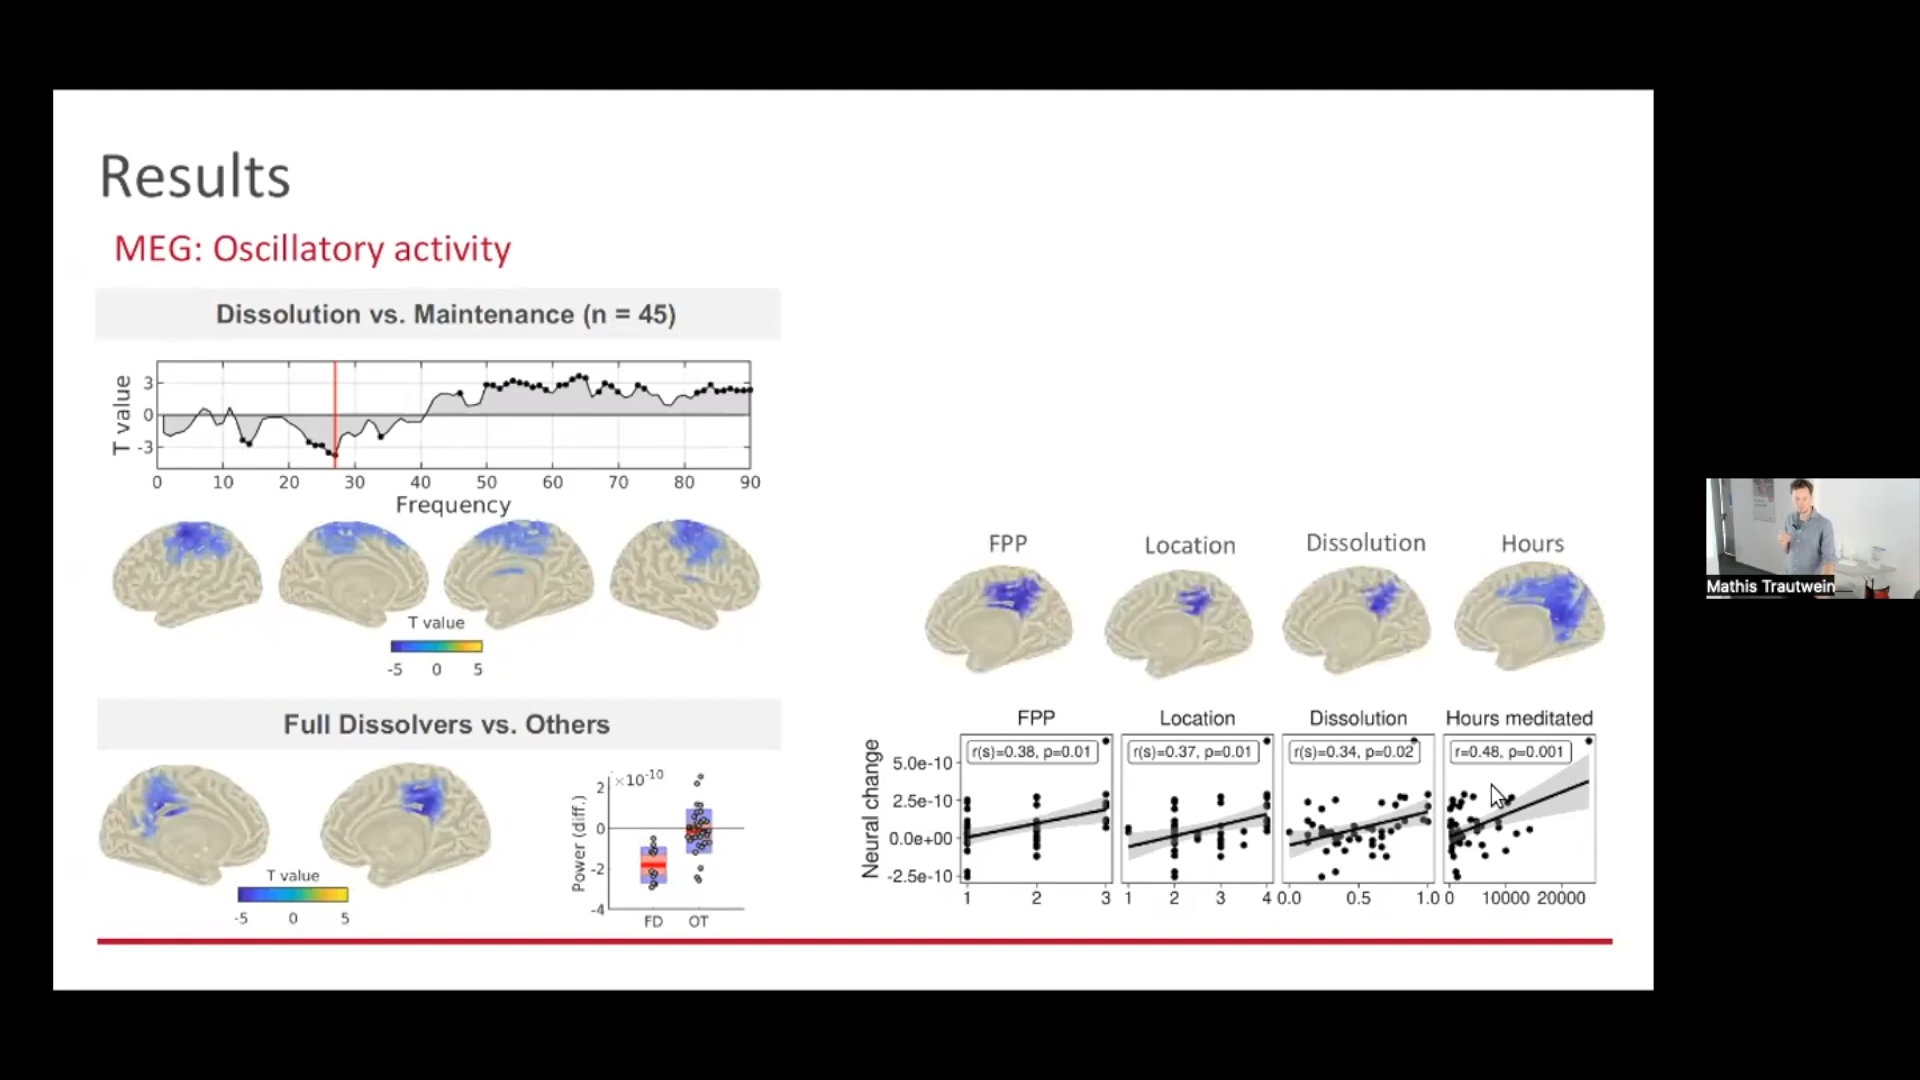 Results
MEG: Oscillatory activity
Dissolution vs. Maintenance (n = 45)
T value
3
0
-3
0 10 20 30 40 50 60 70 80 90
Frequency
T value
-5 0 5
Full Dissolvers vs. Others
T value
-5 0 5
×10-10
Power (diff.)
2
0
-2
-4
FD OT
FPP Location Dissolution Hours
FPP Location Dissolution Hours meditated
r(s)=0.38, p=0.01 r(s)=0.37, p=0.01 r(s)=0.34, p=0.02 r=0.48, p=0.001
Neural change
5.0e-10
2.5e-10
0.0e+00
-2.5e-10
1 2 3 1 2 3 4 0.0 0.5 1.0 0 10000 20000
Mathis Trautwein